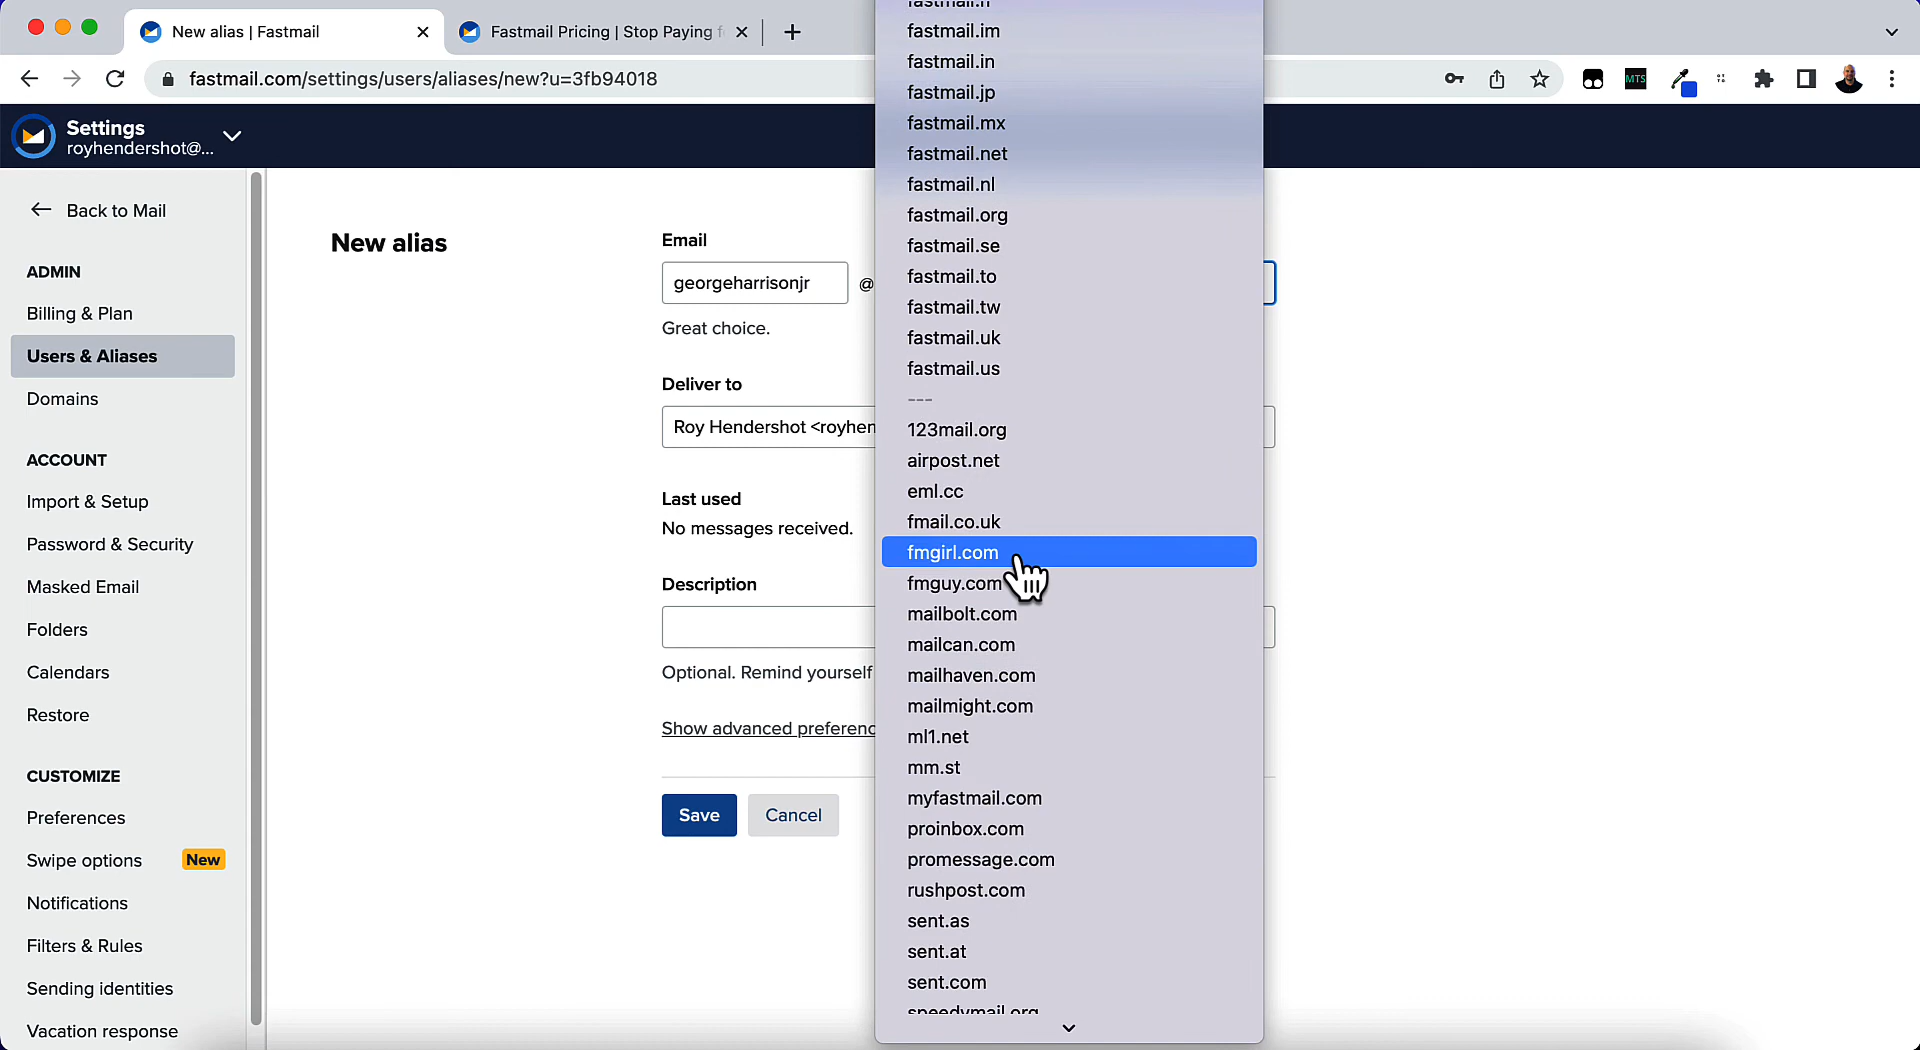 New alias | Fastmail
Fastmail Pricing | Stop Paying f
fastmail.com/settings/users/aliases/new?u=3fb94018
MTS
Settings
royhendershot@...
Back to Mail
ADMIN
Billing & Plan
Users & Aliases
Domains
ACCOUNT
Import & Setup
Password & Security
Masked Email
Folders
Calendars
Restore
CUSTOMIZE
Preferences
Swipe options New
Notifications
Filters & Rules
Sending identities
Vacation response
New alias
Email
georgeharrisonjr @
Great choice.
Deliver to
Roy Hendershot <royhen
Last used
No messages received.
Description
Optional. Remind yourself
Show advanced preferenc
Save Cancel
fastmail.im
fastmail.in
fastmail.jp
fastmail.mx
fastmail.net
fastmail.nl
fastmail.org
fastmail.se
fastmail.to
fastmail.tw
fastmail.uk
fastmail.us
---
123mail.org
airpost.net
eml.cc
fmail.co.uk
fmgirl.com
fmguy.com
mailbolt.com
mailcan.com
mailhaven.com
mailmight.com
ml1.net
mm.st
myfastmail.com
proinbox.com
promessage.com
rushpost.com
sent.as
sent.at
sent.com
speedymail.org